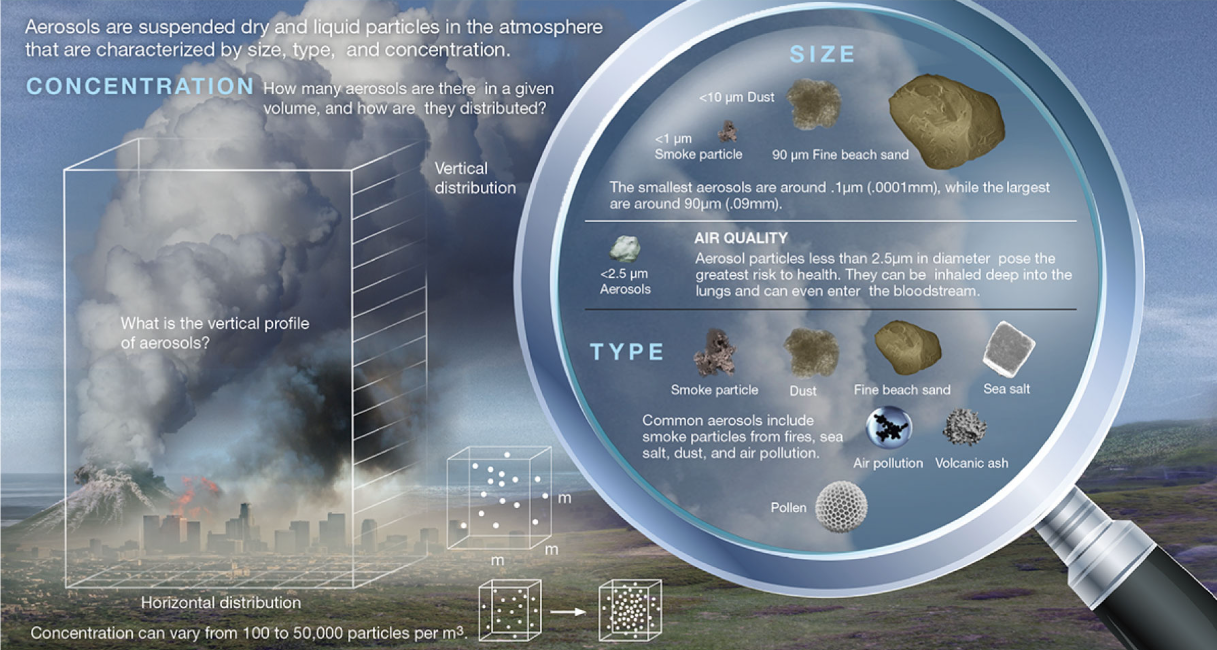 Aerosols are suspended dry and liquid particles in the atmosphere
that are characterized by size, type, and concentration.
CONCENTRATION
How many aerosols are there in a given
volume, and how are they distributed?
Vertical
distribution
What is the vertical profile
of aerosols?
m
m
m
Horizontal distribution
Concentration can vary from 100 to 50,000 particles per m³.
SIZE
<10 µm Dust
<1 µm
Smoke particle
90 µm Fine beach sand
The smallest aerosols are around .1µm (.0001mm), while the largest
are around 90µm (.09mm).
<2.5 µm
Aerosols
AIR QUALITY
Aerosol particles less than 2.5µm in diameter pose the
greatest risk to health. They can be inhaled deep into the
lungs and can even enter the bloodstream.
TYPE
Smoke particle
Dust
Fine beach sand
Sea salt
Common aerosols include
smoke particles from fires, sea
salt, dust, and air pollution.
Air pollution
Volcanic ash
Pollen